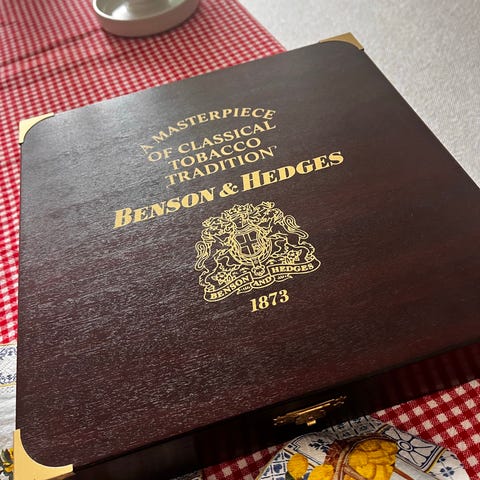 A MASTERPIECE
OF CLASSICAL
TOBACCO
TRADITION
BENSON & HEDGES
BENSON AND HEDGES
1873